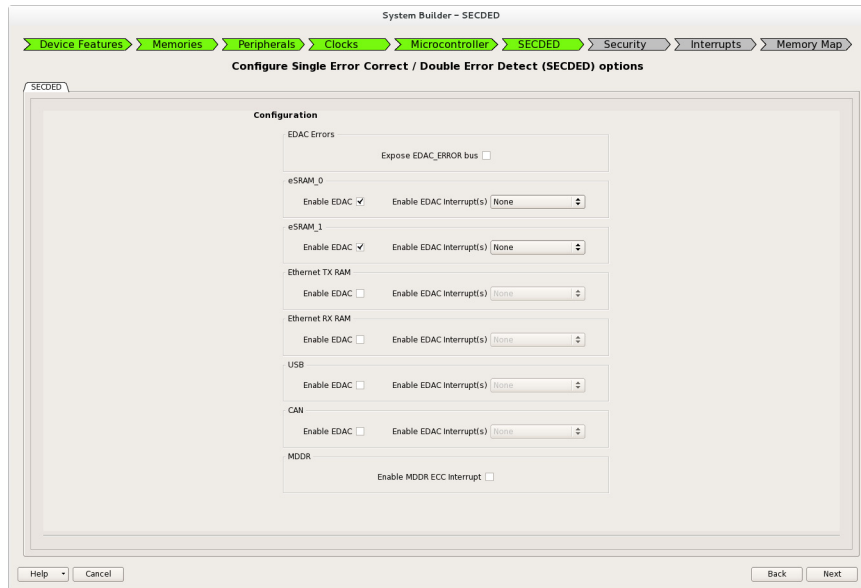 System Builder - SECDED
Device Features Memories Peripherals Clocks Microcontroller SECDED Security Interrupts Memory Map
Configure Single Error Correct / Double Error Detect (SECDED) options
SECDED
Configuration
EDAC Errors
Expose EDAC_ERROR bus
eSRAM_0
Enable EDAC Enable EDAC Interrupt(s) None
eSRAM_1
Enable EDAC Enable EDAC Interrupt(s) None
Ethernet TX RAM
Enable EDAC Enable EDAC Interrupt(s) None
Ethernet RX RAM
Enable EDAC Enable EDAC Interrupt(s) None
USB
Enable EDAC Enable EDAC Interrupt(s) None
CAN
Enable EDAC Enable EDAC Interrupt(s) None
MDDR
Enable MDDR ECC Interrupt
Help Cancel Back Next